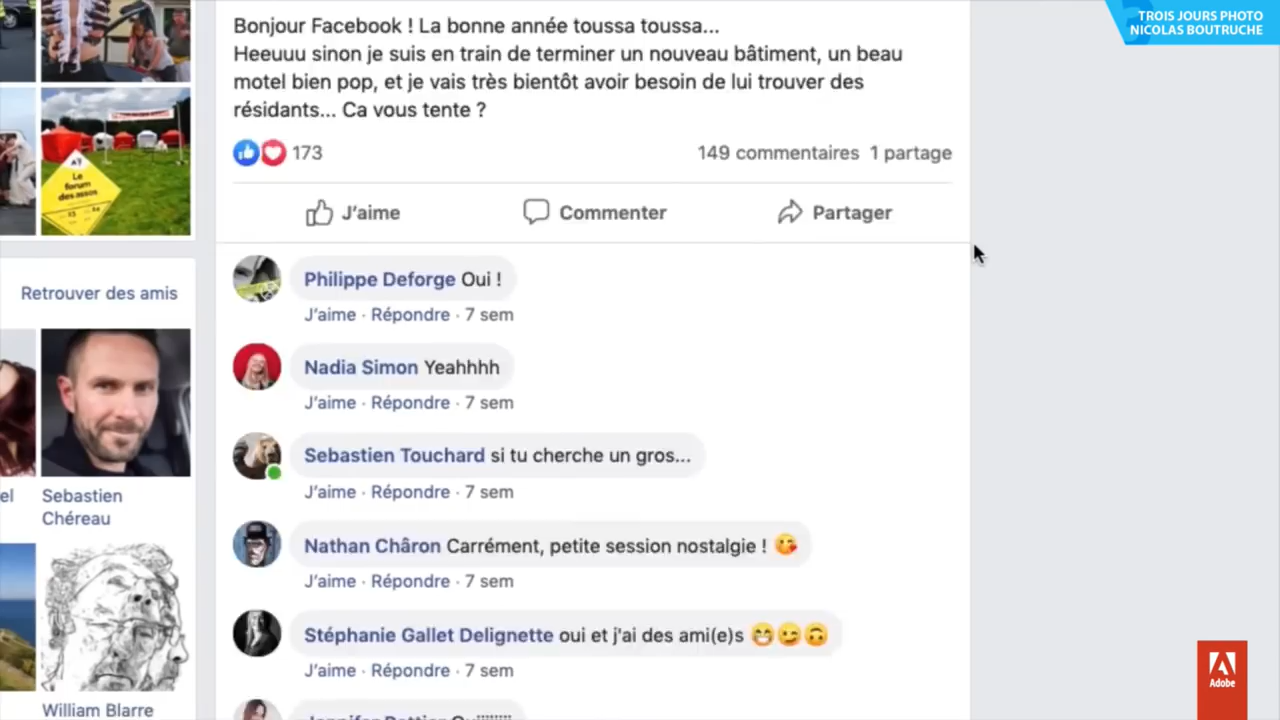 TROIS JOURS PHOTO
NICOLAS BOUTRUCHE
Bonjour Facebook ! La bonne année toussa toussa...
Heeuuu sinon je suis en train de terminer un nouveau bâtiment, un beau
motel bien pop, et je vais très bientôt avoir besoin de lui trouver des
résidants... Ca vous tente ?
173
149 commentaires 1 partage
J'aime
Commenter
Partager
Le
forum
des assos
Retrouver des amis
Sebastien
Chéreau
William Blarre
Philippe Deforge Oui !
J'aime · Répondre · 7 sem
Nadia Simon Yeahhhh
J'aime · Répondre · 7 sem
Sebastien Touchard si tu cherche un gros...
J'aime · Répondre · 7 sem
Nathan Châron Carrément, petite session nostalgie ! 😘
J'aime · Répondre · 7 sem
Stéphanie Gallet Delignette oui et j'ai des ami(e)s 😁😉🙃
J'aime · Répondre · 7 sem
Adobe